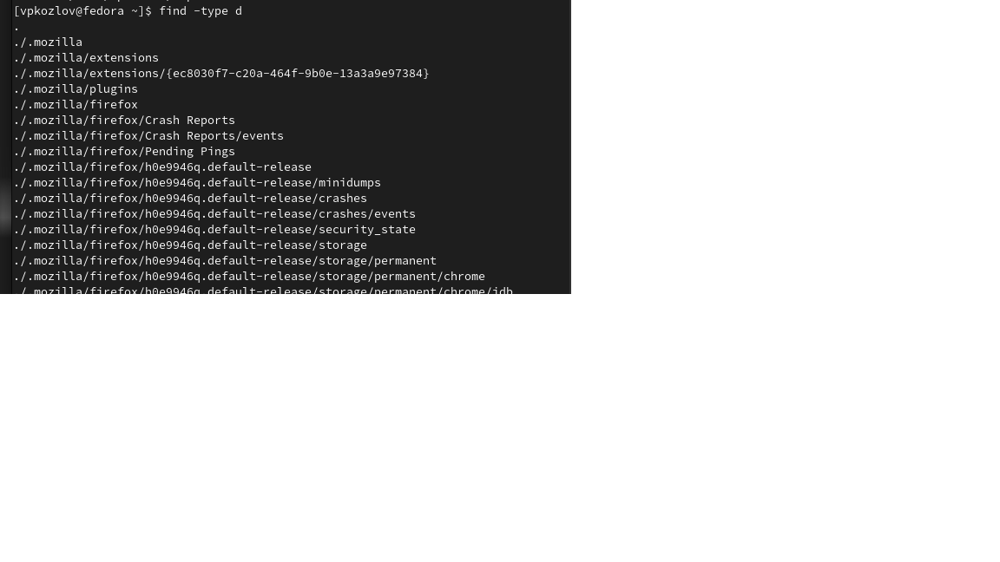 [vpkozlov@fedora ~]$ find -type d
.
./.mozilla
./.mozilla/extensions
./.mozilla/extensions/{ec8030f7-c20a-464f-9b0e-13a3a9e97384}
./.mozilla/plugins
./.mozilla/firefox
./.mozilla/firefox/Crash Reports
./.mozilla/firefox/Crash Reports/events
./.mozilla/firefox/Pending Pings
./.mozilla/firefox/h0e9946q.default-release
./.mozilla/firefox/h0e9946q.default-release/minidumps
./.mozilla/firefox/h0e9946q.default-release/crashes
./.mozilla/firefox/h0e9946q.default-release/crashes/events
./.mozilla/firefox/h0e9946q.default-release/security_state
./.mozilla/firefox/h0e9946q.default-release/storage
./.mozilla/firefox/h0e9946q.default-release/storage/permanent
./.mozilla/firefox/h0e9946q.default-release/storage/permanent/chrome
./.mozilla/firefox/h0e9946q.default-release/storage/permanent/chrome/idb